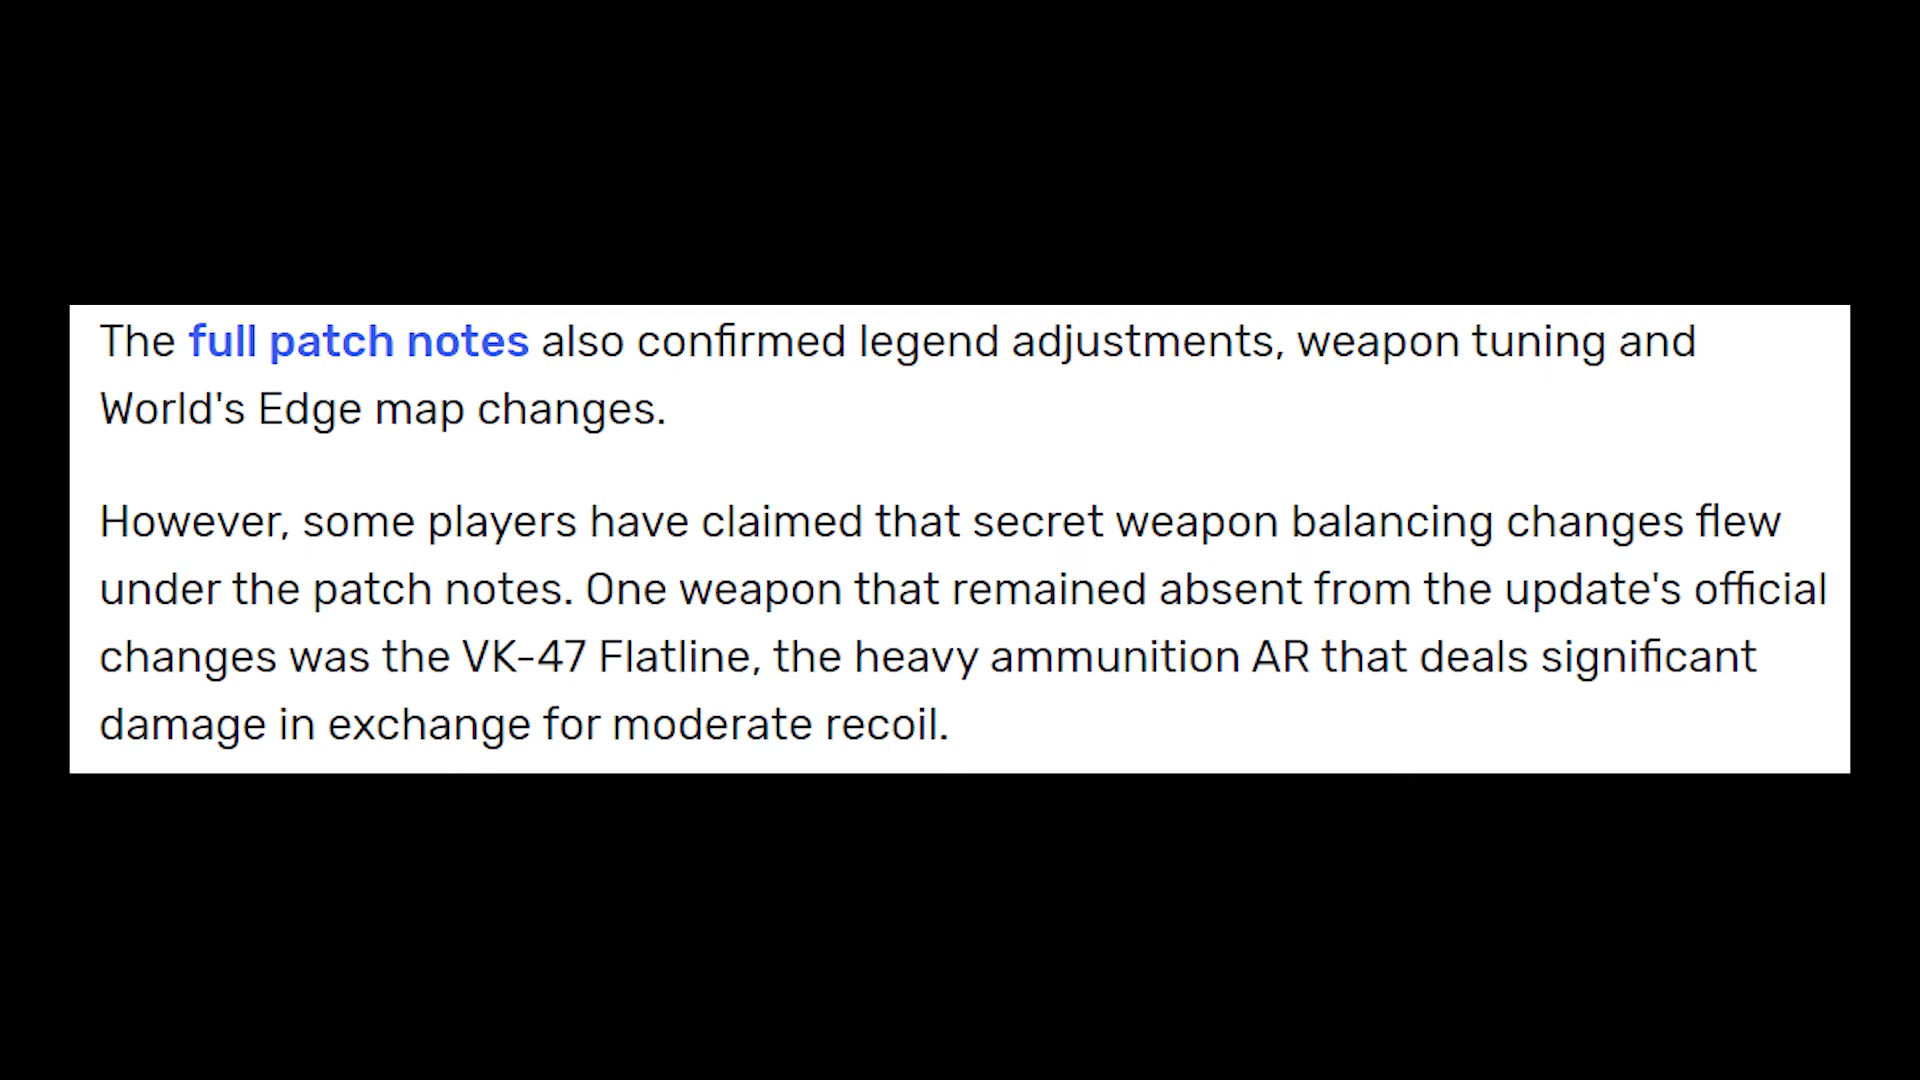 The full patch notes also confirmed legend adjustments, weapon tuning and
World's Edge map changes.
However, some players have claimed that secret weapon balancing changes flew
under the patch notes. One weapon that remained absent from the update's official
changes was the VK-47 Flatline, the heavy ammunition AR that deals significant
damage in exchange for moderate recoil.